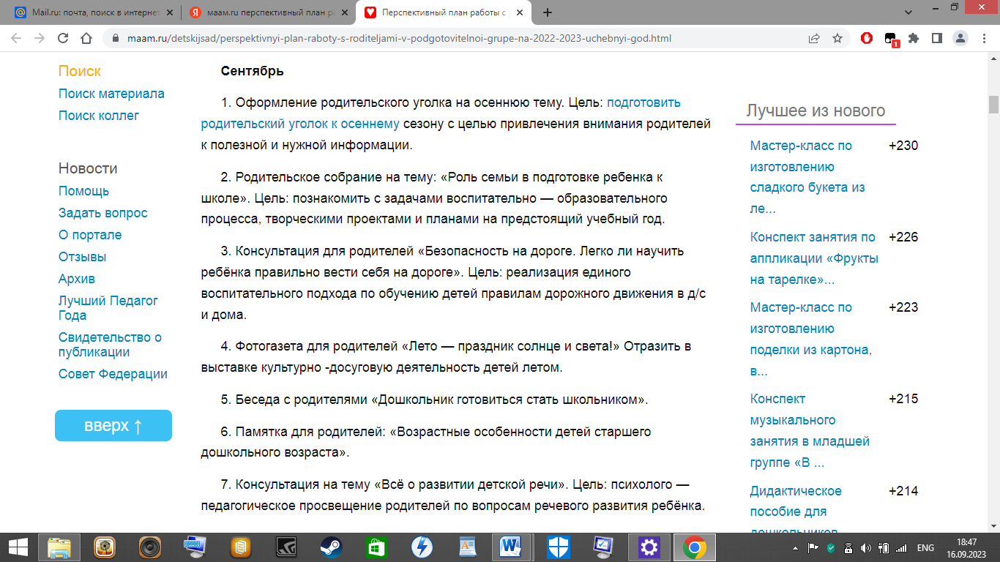 Mail.ru: почта, поиск в интернет
маам.ru перспективный план ра
Перспективный план работы с р
maam.ru/detskijsad/perspektivnyi-plan-raboty-s-roditeljami-v-podgotovitelnoi-grupe-na-2022-2023-uchebnyi-god.html
1
Поиск
Поиск материала
Поиск коллег
Новости
Помощь
Задать вопрос
О портале
Отзывы
Архив
Лучший Педагог
Года
Свидетельство о
публикации
Совет Федерации
вверх ↑
Сентябрь
1. Оформление родительского уголка на осеннюю тему. Цель: подготовить
родительский уголок к осеннему сезону с целью привлечения внимания родителей
к полезной и нужной информации.
2. Родительское собрание на тему: «Роль семьи в подготовке ребенка к
школе». Цель: познакомить с задачами воспитательно — образовательного
процесса, творческими проектами и планами на предстоящий учебный год.
3. Консультация для родителей «Безопасность на дороге. Легко ли научить
ребёнка правильно вести себя на дороге». Цель: реализация единого
воспитательного подхода по обучению детей правилам дорожного движения в д/с
и дома.
4. Фотогазета для родителей «Лето — праздник солнце и света!» Отразить в
выставке культурно -досуговую деятельность детей летом.
5. Беседа с родителями «Дошкольник готовиться стать школьником».
6. Памятка для родителей: «Возрастные особенности детей старшего
дошкольного возраста».
7. Консультация на тему «Всё о развитии детской речи». Цель: психолого —
педагогическое просвещение родителей по вопросам речевого развития ребёнка.
Лучшее из нового
Мастер-класс по +230
изготовлению
сладкого букета из
ле...
Конспект занятия по +226
аппликации «Фрукты
на тарелке»...
Мастер-класс по +223
изготовлению
поделки из картона,
в...
Конспект +215
музыкального
занятия в младшей
группе «В ...
Дидактическое +214
пособие для
дошкольников
ENG
18:47
16.09.2023